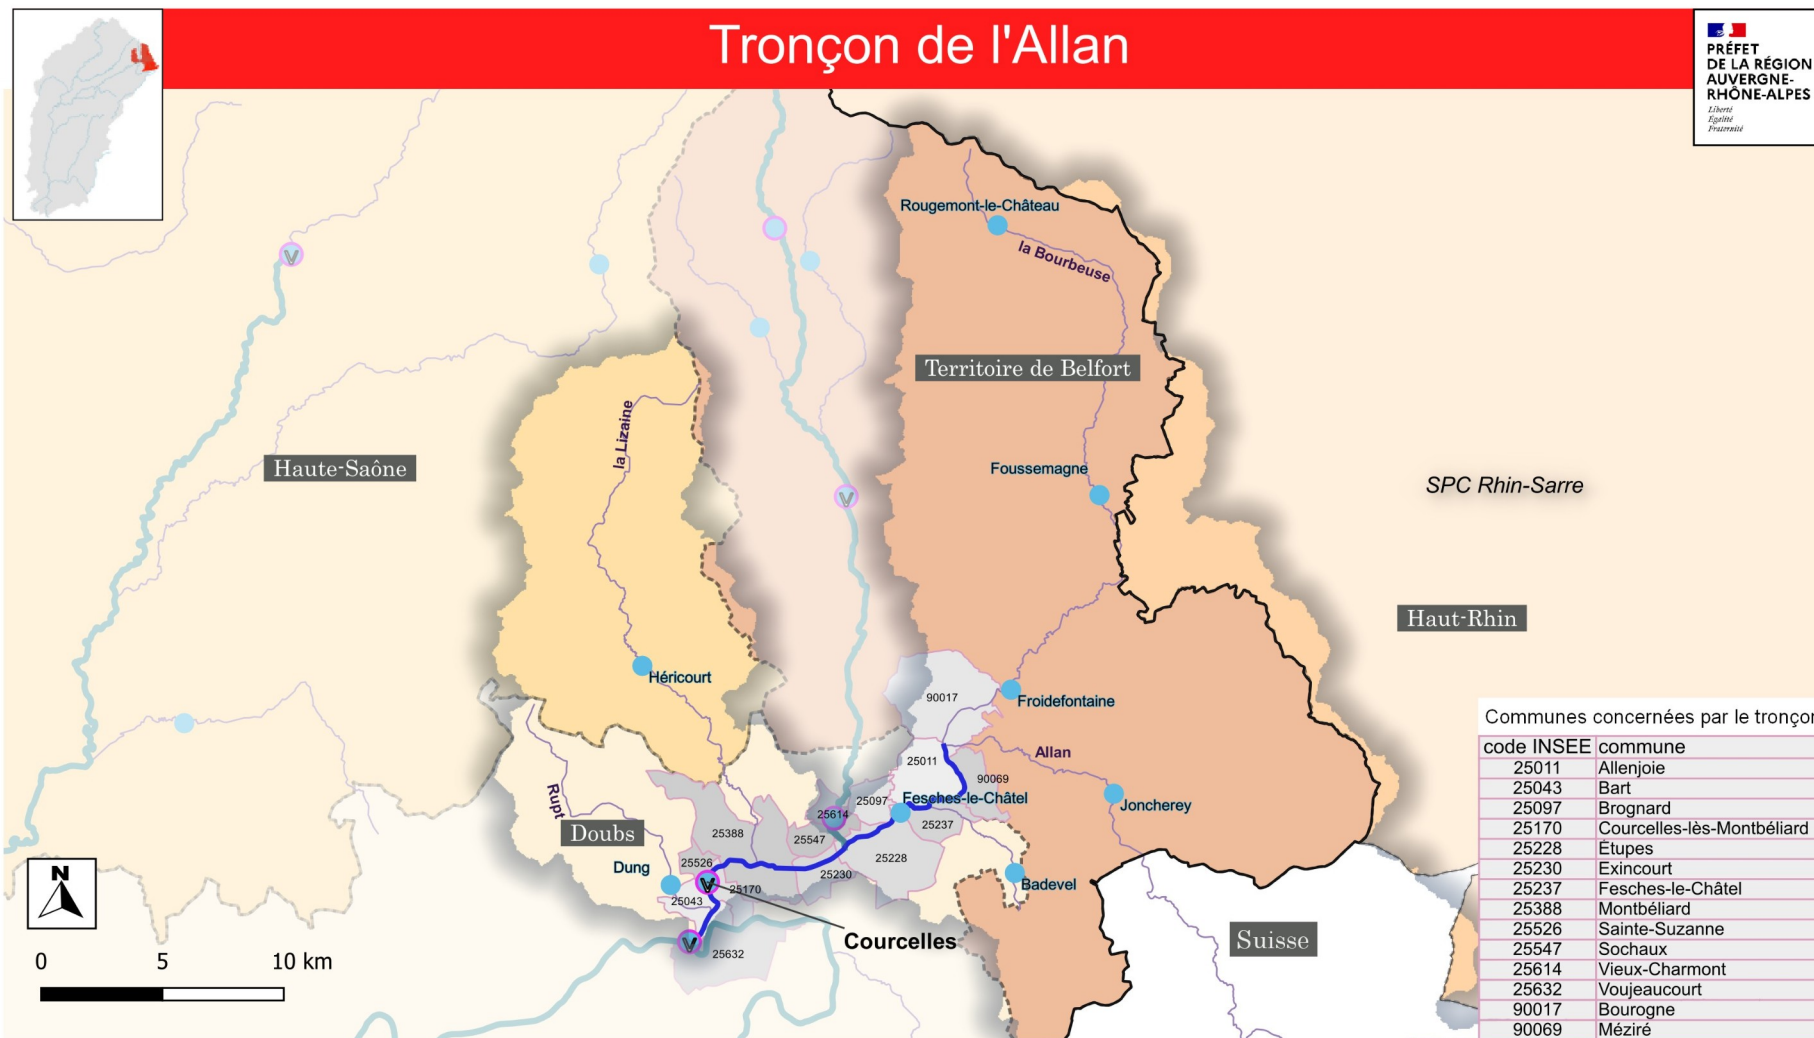 Tronçon de l'Allan
PRÉFET
DE LA RÉGION
AUVERGNE-
RHÔNE-ALPES
Liberté
Égalité
Fraternité
Rougemont-le-Château
la Bourbeuse
Territoire de Belfort
la Lizaine
Haute-Saône
Foussemagne
SPC Rhin-Sarre
Haut-Rhin
Héricourt
90017
Froidefontaine
Allan
25011
90069
Rupt
25097
Fesches-le-Châtel
Joncherey
25614
Doubs
25388
25547
25237
25526
25228
Dung
25230
25170
Badevel
25043
Courcelles
25632
Suisse
V
V
V
V
N
0 5 10 km
Communes concernées par le tronçon
code INSEE commune
25011 Allenjoie
25043 Bart
25097 Brognard
25170 Courcelles-lès-Montbéliard
25228 Étupes
25230 Exincourt
25237 Fesches-le-Châtel
25388 Montbéliard
25526 Sainte-Suzanne
25547 Sochaux
25614 Vieux-Charmont
25632 Voujeaucourt
90017 Bourogne
90069 Méziré